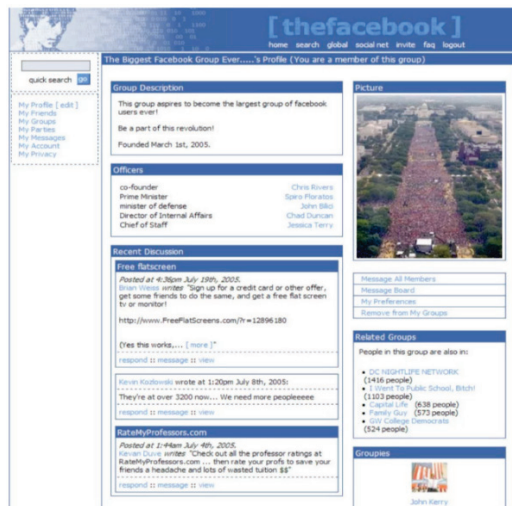 [ thefacebook ]
home search global social net invite faq logout
The Biggest Facebook Group Ever.....'s Profile (You are a member of this group)
quick search go
My Profile [ edit ]
My Friends
My Groups
My Parties
My Messages
My Account
My Privacy
Group Description
This group aspires to become the largest group of facebook
users ever!
Be a part of this revolution!
Founded March 1st, 2005.
Officers
co-founder Chris Rivers
Prime Minister Spiro Floratos
minister of defense John Bilici
Director of Internal Affairs Chad Duncan
Chief of Staff Jessica Terry
Recent Discussion
Free flatscreen
Posted at 4:38pm July 19th, 2005.
Brian Weiss writes "Sign up for a credit card or other offer,
get some friends to do the same, and get a free flat screen
tv or monitor!
http://www.FreeFlatScreens.com/?r=12896180
(Yes this works,... [ more ]"
respond :: message :: view
Kevin Kozlowski wrote at 1:20pm July 8th, 2005:
They're at over 3200 now... We need more peopleeeee
respond :: message :: view
RateMyProfessors.com
Posted at 1:44am July 4th, 2005.
Kevan Duve writes "Check out all the professor ratings at
RateMyProfessors.com ... then rate your profs to save your
friends a headache and lots of wasted tuition $$"
respond :: message :: view
Picture
Message All Members
Message Board
My Preferences
Remove from My Groups
Related Groups
People in this group are also in:
DC NIGHTLIFE NETWORK
(1416 people)
I Went To Public School, Bitch!
(1103 people)
Capital Life (638 people)
Family Guy (573 people)
GW College Democrats
(524 people)
Groupies
John Kerry